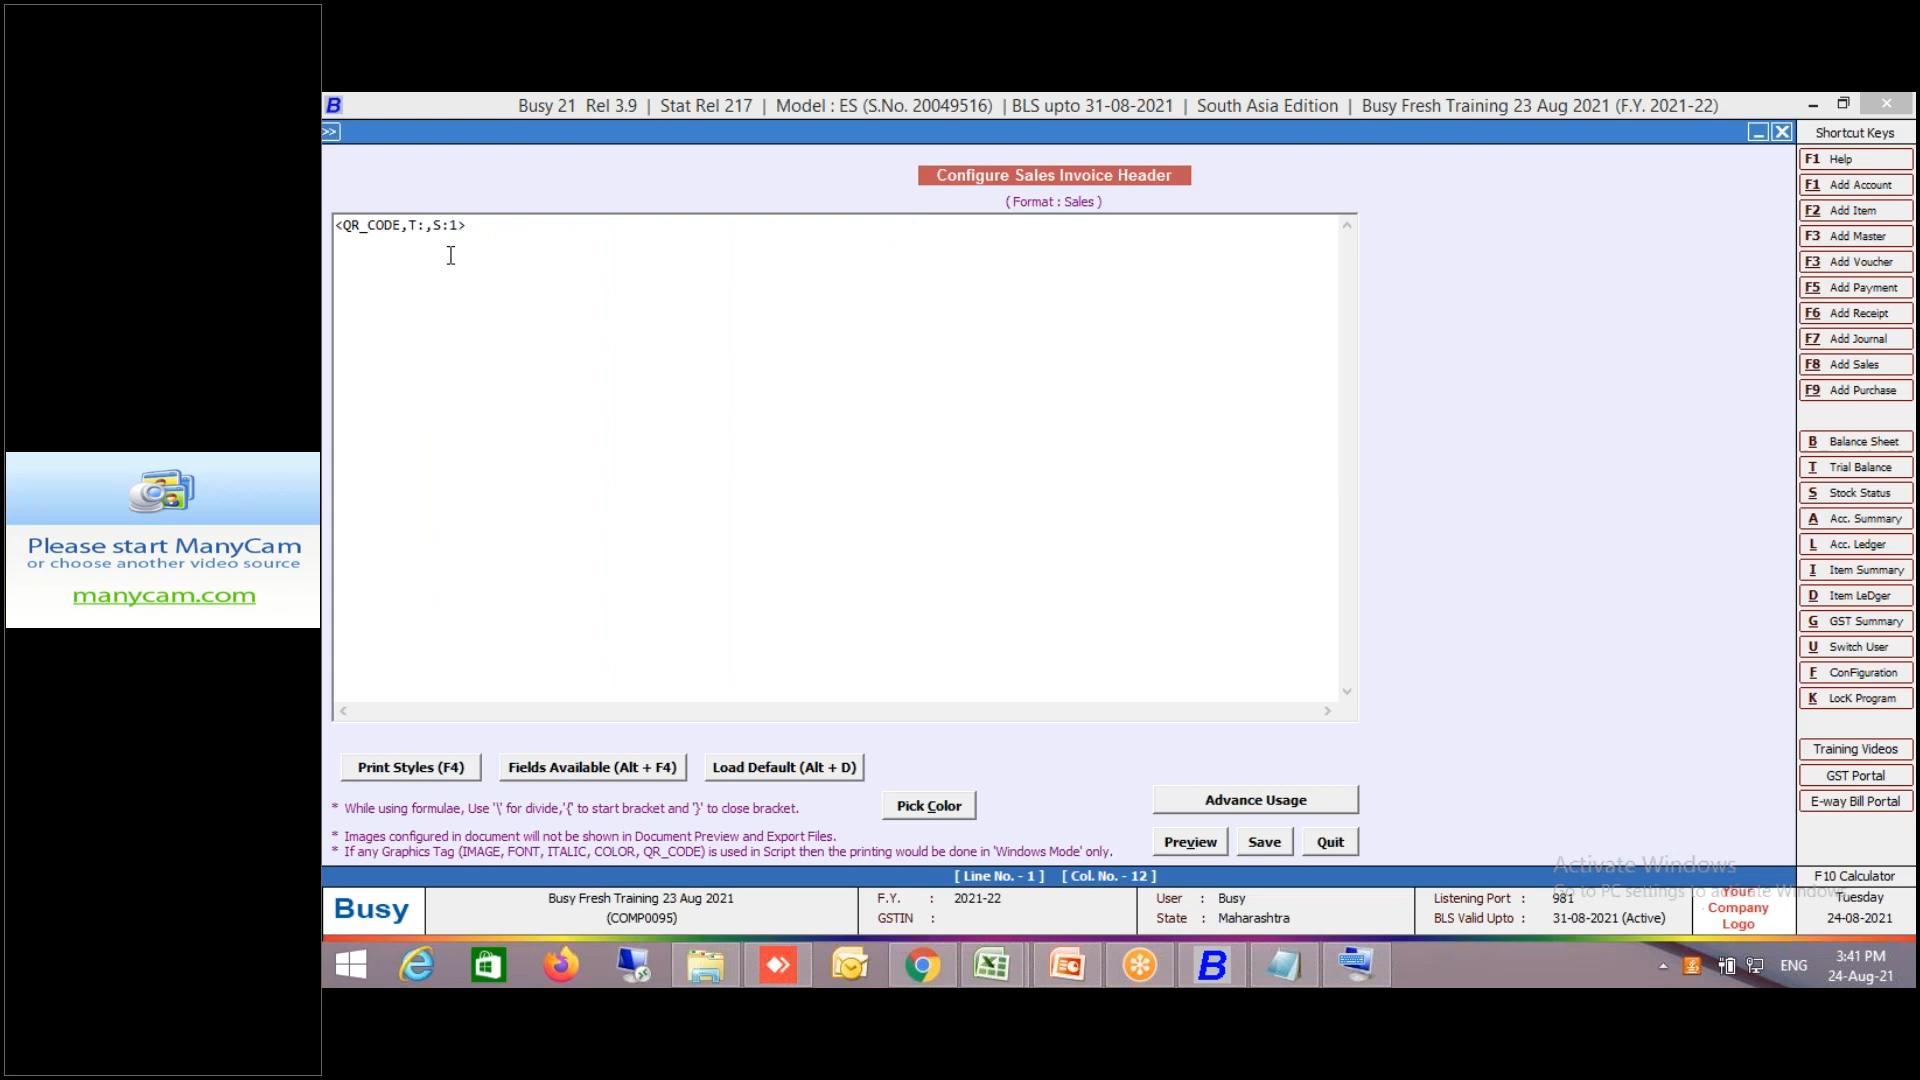 Busy 21 Rel 3.9 | Stat Rel 217 | Model : ES (S.No. 20049516) | BLS upto 31-08-2021 | South Asia Edition | Busy Fresh Training 23 Aug 2021 (F.Y. 2021-22)
>>
Shortcut Keys
Configure Sales Invoice Header
( Format : Sales )
<QR_CODE,T:,S:1>
F1 Help
F1 Add Account
F2 Add Item
F3 Add Master
F3 Add Voucher
F5 Add Payment
F6 Add Receipt
F7 Add Journal
F8 Add Sales
F9 Add Purchase
B Balance Sheet
T Trial Balance
S Stock Status
A Acc. Summary
L Acc. Ledger
I Item Summary
D Item LeDger
G GST Summary
U Switch User
F ConFiguration
K LocK Program
Training Videos
GST Portal
E-way Bill Portal
Please start ManyCam
or choose another video source
manycam.com
Print Styles (F4) Fields Available (Alt + F4) Load Default (Alt + D)
* While using formulae, Use '\' for divide,'{' to start bracket and '}' to close bracket.
Pick Color
Advance Usage
* Images configured in document will not be shown in Document Preview and Export Files.
* If any Graphics Tag (IMAGE, FONT, ITALIC, COLOR, QR_CODE) is used in Script then the printing would be done in 'Windows Mode' only.
Preview Save Quit
Activate Windows
Go to PC settings to activate Windows.
[ Line No. - 1 ] [ Col. No. - 12 ]
F10 Calculator
Busy
Busy Fresh Training 23 Aug 2021
(COMP0095)
F.Y. : 2021-22
GSTIN :
User : Busy
State : Maharashtra
Listening Port : 981
BLS Valid Upto : 31-08-2021 (Active)
Your
Company
Logo
Tuesday
24-08-2021
ENG
3:41 PM
24-Aug-21